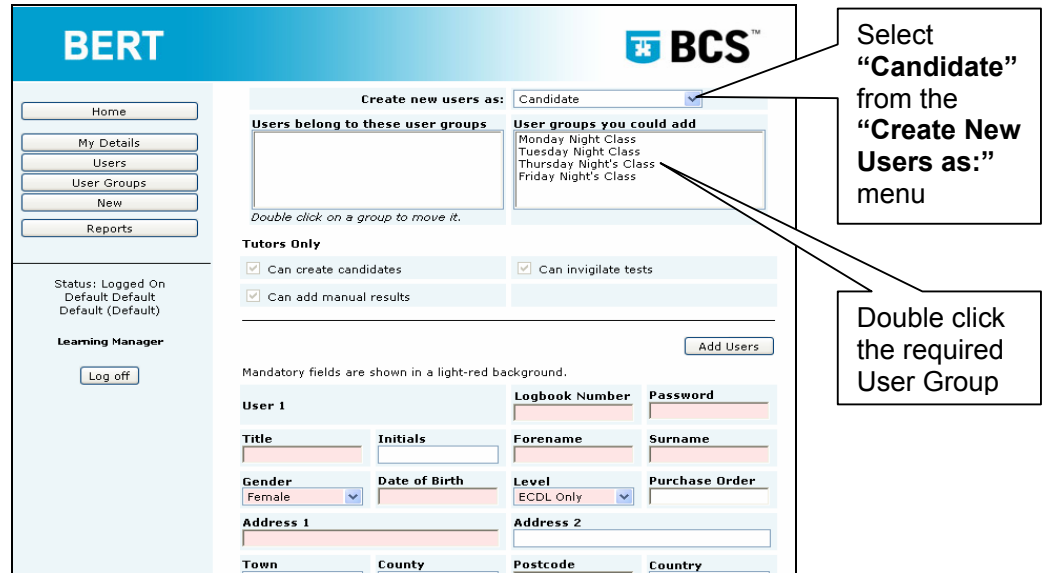 BERT
BCS™
Home
My Details
Users
User Groups
New
Reports
Status: Logged On
Default Default
Default (Default)
Learning Manager
Log off
Create new users as: Candidate
Users belong to these user groups
User groups you could add
Monday Night Class
Tuesday Night Class
Thursday Night's Class
Friday Night's Class
Double click on a group to move it.
Tutors Only
Can create candidates
Can invigilate tests
Can add manual results
Add Users
Mandatory fields are shown in a light-red background.
User 1
Logbook Number
Password
Title
Initials
Forename
Surname
Gender
Date of Birth
Level
Purchase Order
Female
ECDL Only
Address 1
Address 2
Town
County
Postcode
Country
Select
“Candidate”
from the
“Create New
Users as:”
menu
Double click
the required
User Group